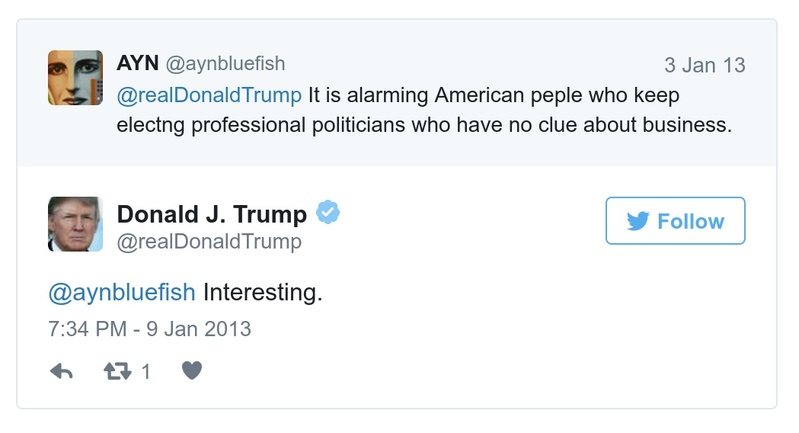 AYN @aynbluefish 3 Jan 13
@realDonaldTrump It is alarming American peple who keep
electng professional politicians who have no clue about business.
Donald J. Trump
@realDonaldTrump
Follow
@aynbluefish Interesting.
7:34 PM - 9 Jan 2013
1